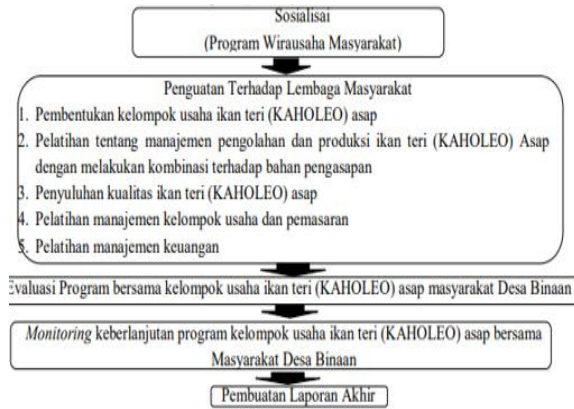 Sosialisai
(Program Wirausaha Masyarakat)
Penguatan Terhadap Lembaga Masyarakat
1. Pembentukan kelompok usaha ikan teri (KAHOLEO) asap
2. Pelatihan tentang manajemen pengolahan dan produksi ikan teri (KAHOLEO) Asap
dengan melakukan kombinasi terhadap bahan pengasapan
3. Penyuluhan kualitas ikan teri (KAHOLEO) asap
4. Pelatihan manajemen kelompok usaha dan pemasaran
5. Pelatihan manajemen keuangan
Evaluasi Program bersama kelompok usaha ikan teri (KAHOLEO) asap masyarakat Desa Binaan
Monitoring keberlanjutan program kelompok usaha ikan teri (KAHOLEO) asap bersama
Masyarakat Desa Binaan
Pembuatan Laporan Akhir